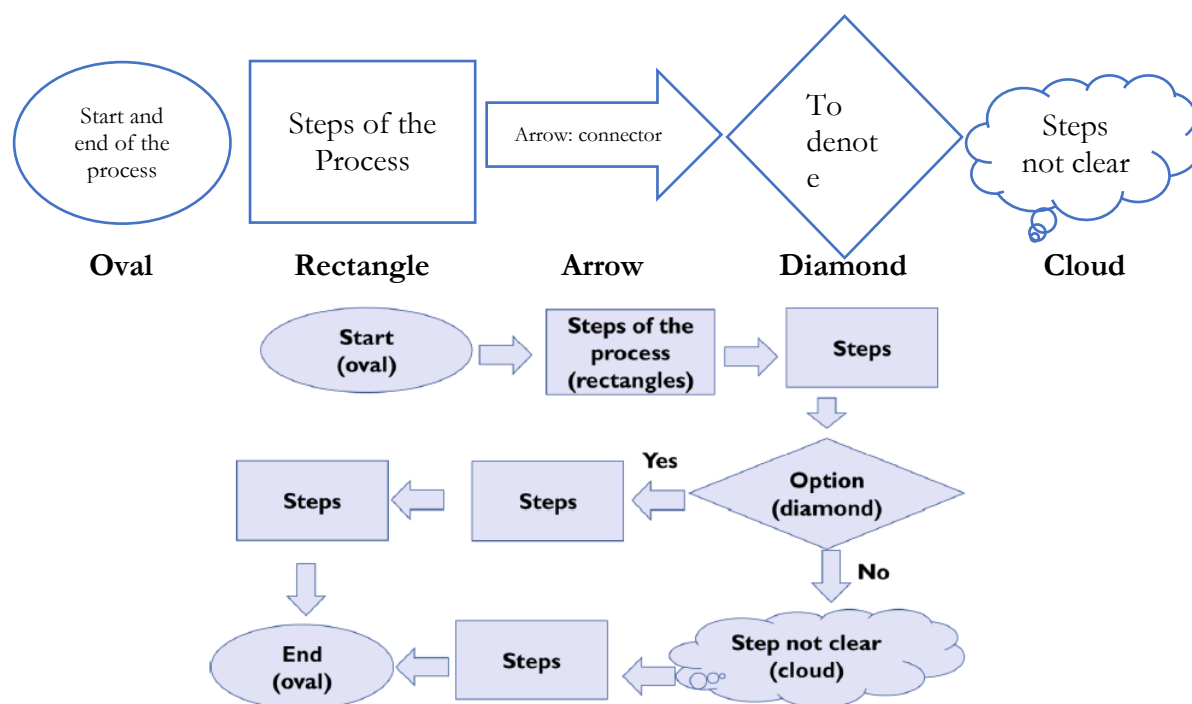 Start and
end of the
process
Steps of the
Process
Arrow: connector
To
denot
e
Steps
not clear
Oval
Rectangle
Arrow
Diamond
Cloud
Start
(oval)
Steps of the
process
(rectangles)
Steps
Yes
Option
(diamond)
Steps
Steps
No
Step not clear
(cloud)
Steps
End
(oval)